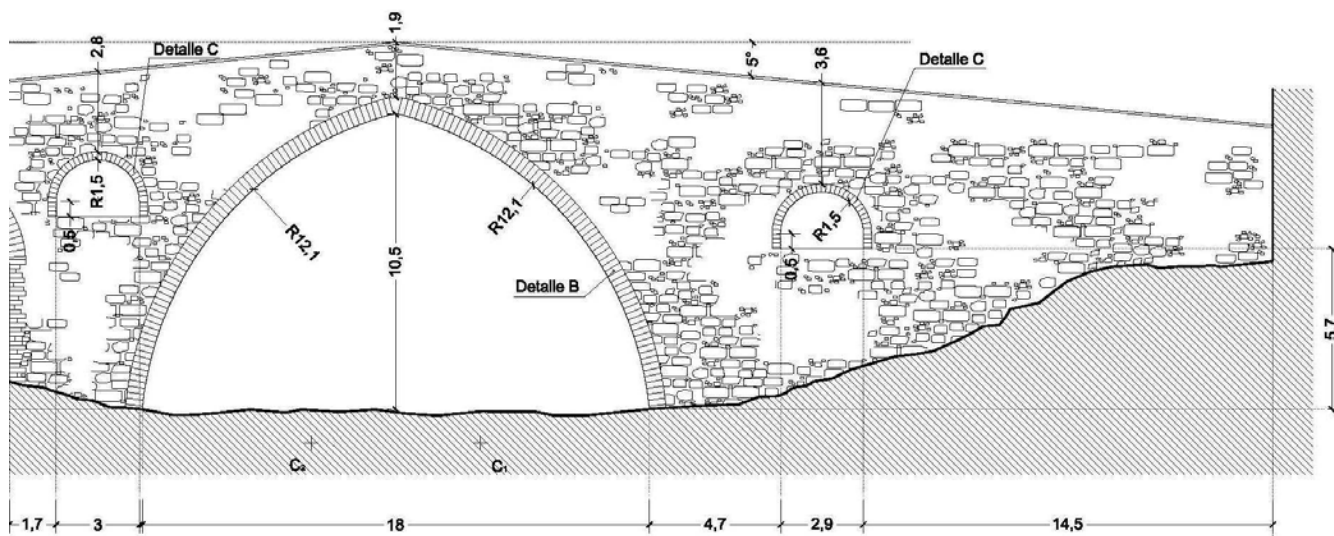 1,9
2,8
Detalle C
5°
3,6
Detalle C
R1,5
0,5
R12,1
R12,1
10,5
Detalle B
R1,5
0,5
5,7
C₂
C₁
1,7
3
18
4,7
2,9
14,5